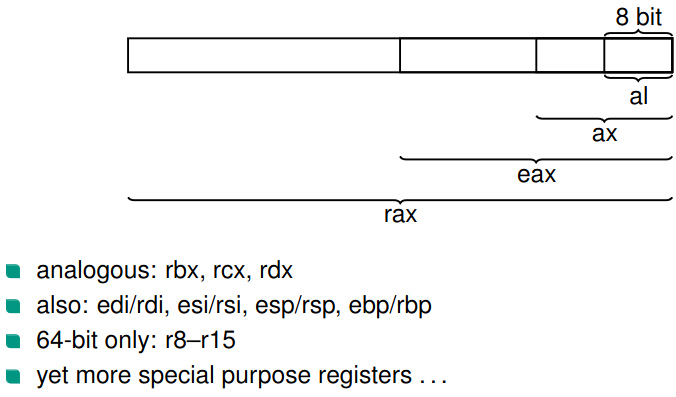 8 bit
al
ax
eax
rax
analogous: rbx, rcx, rdx
also: edi/rdi, esi/rsi, esp/rsp, ebp/rbp
64-bit only: r8–r15
yet more special purpose registers . . .